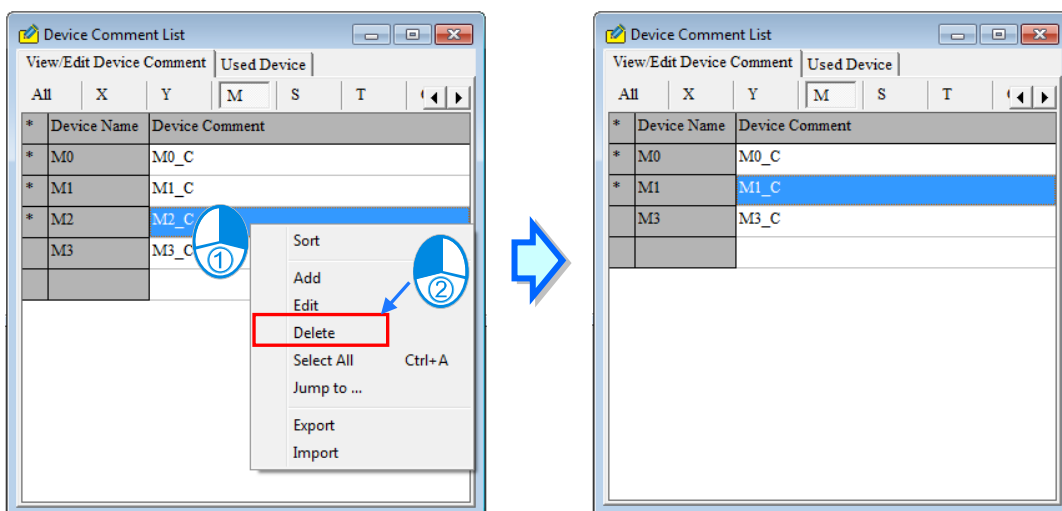 Device Comment List
View/Edit Device Comment Used Device
All X Y M S T
* Device Name Device Comment
* M0 M0_C
* M1 M1_C
* M2 M2_C
M3 M3_C
①
Sort
Add
②
Edit
Delete
Select All Ctrl+A
Jump to ...
Export
Import
Device Comment List
View/Edit Device Comment Used Device
All X Y M S T
* Device Name Device Comment
* M0 M0_C
* M1 M1_C
M3 M3_C